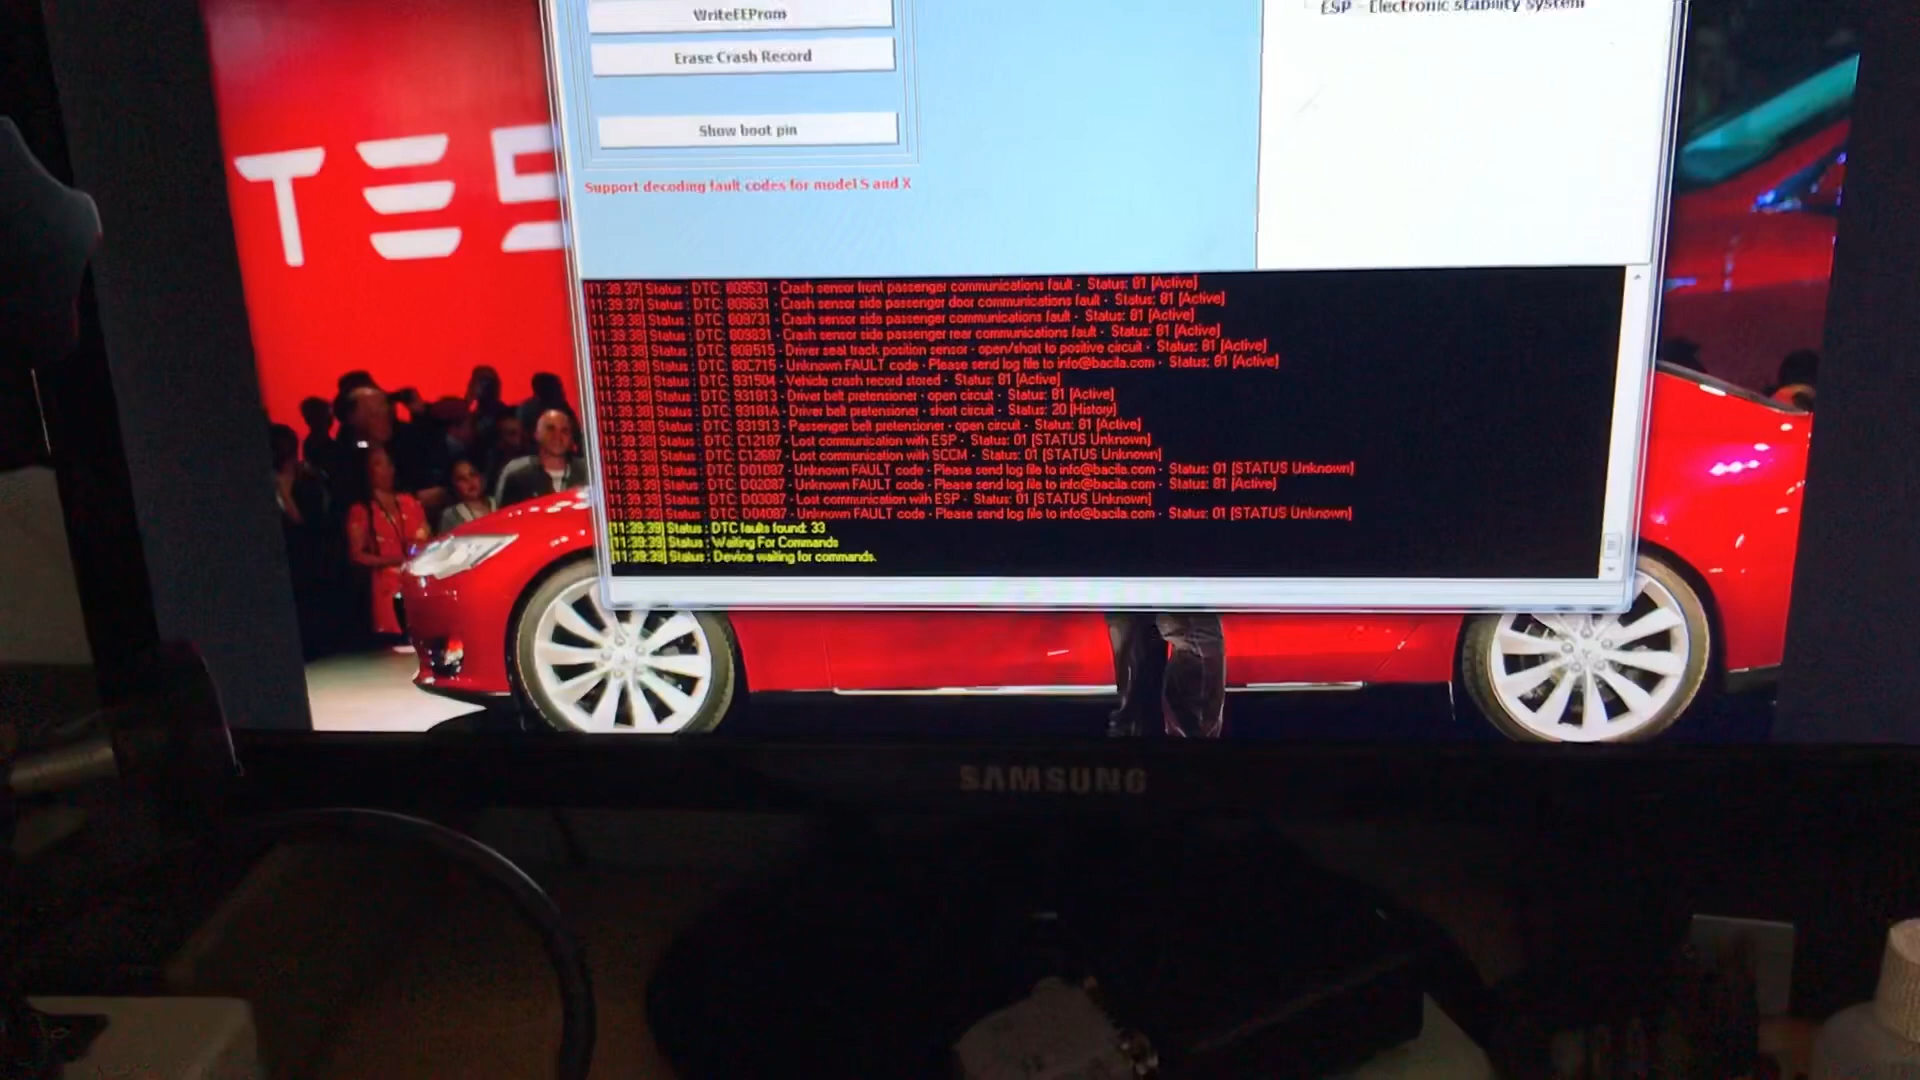 WriteEEProm
ESP - Electronic stability system
Erase Crash Record
Show boot pin
TES
Support decoding fault codes for model S and X
[11:39:37] Status : DTC: 809531 - Crash sensor front passenger communications fault - Status: 81 [Active]
[11:39:37] Status : DTC: 809631 - Crash sensor side passenger door communications fault - Status: 81 [Active]
[11:39:38] Status : DTC: 809731 - Crash sensor side passenger communications fault - Status: 81 [Active]
[11:39:38] Status : DTC: 809831 - Crash sensor side passenger rear communications fault - Status: 81 [Active]
[11:39:38] Status : DTC: 80B515 - Driver seat track position sensor - open/short to positive circuit - Status: 81 [Active]
[11:39:38] Status : DTC: 80C715 - Unknown FAULT code - Please send log file to info@bacila.com - Status: 81 [Active]
[11:39:38] Status : DTC: 931504 - Vehicle crash record stored - Status: 81 [Active]
[11:39:38] Status : DTC: 931813 - Driver belt pretensioner - open circuit - Status: 81 [Active]
[11:39:38] Status : DTC: 93181A - Driver belt pretensioner - short circuit - Status: 20 [History]
[11:39:38] Status : DTC: 931913 - Passenger belt pretensioner - open circuit - Status: 81 [Active]
[11:39:38] Status : DTC: C12187 - Lost communication with ESP - Status: 01 [STATUS Unknown]
[11:39:38] Status : DTC: C12687 - Lost communication with SCCM - Status: 01 [STATUS Unknown]
[11:39:39] Status : DTC: D01087 - Unknown FAULT code - Please send log file to info@bacila.com - Status: 01 [STATUS Unknown]
[11:39:39] Status : DTC: D02087 - Unknown FAULT code - Please send log file to info@bacila.com - Status: 81 [Active]
[11:39:39] Status : DTC: D03087 - Lost communication with ESP - Status: 01 [STATUS Unknown]
[11:39:39] Status : DTC: D04087 - Unknown FAULT code - Please send log file to info@bacila.com - Status: 01 [STATUS Unknown]
[11:39:39] Status : DTC faults found: 33
[11:39:39] Status : Waiting For Commands
[11:39:39] Status : Device waiting for commands.
SAMSUNG